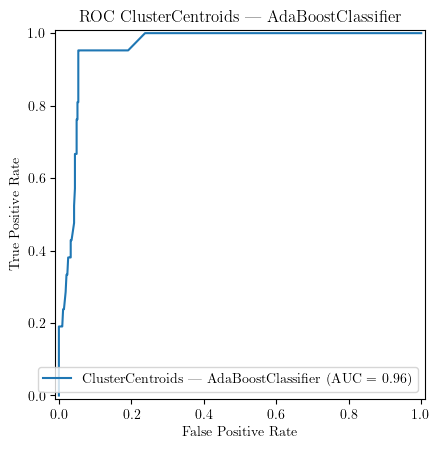 ROC ClusterCentroids — AdaBoostClassifier
1.0
0.8
0.6
0.4
0.2
0.0
True Positive Rate
ClusterCentroids — AdaBoostClassifier (AUC = 0.96)
0.0 0.2 0.4 0.6 0.8 1.0
False Positive Rate